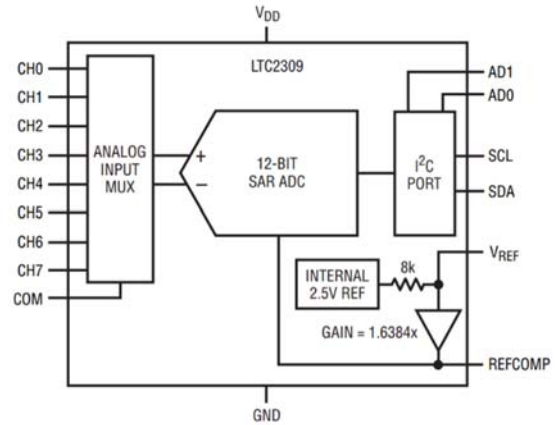 VDD
LTC2309
CH0
CH1
CH2
CH3
CH4
CH5
CH6
CH7
COM
ANALOG
INPUT
MUX
+
−
12-BIT
SAR ADC
I²C
PORT
AD1
AD0
SCL
SDA
VREF
INTERNAL
2.5V REF
8k
GAIN = 1.6384x
REFCOMP
GND